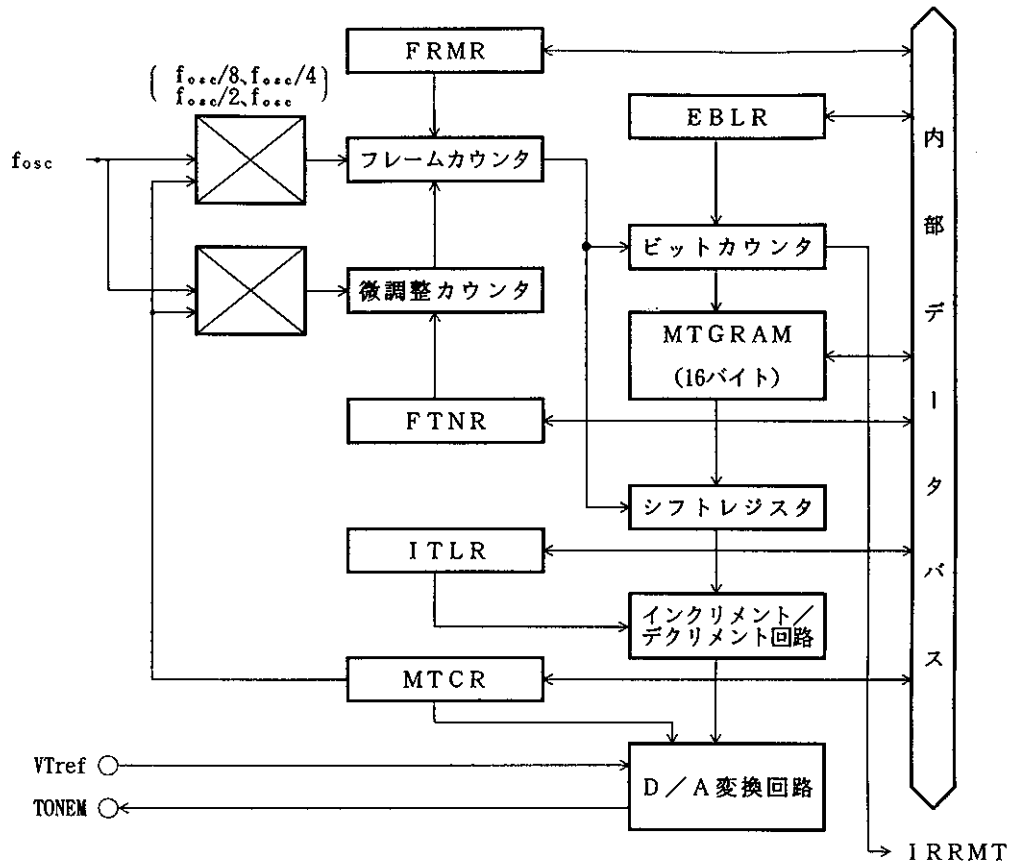 FRMR
fosc/8、fosc/4
fosc/2、fosc
EBLR
fosc
フレームカウンタ
ビットカウンタ
微調整カウンタ
MTGRAM
(16バイト)
FTNR
シフトレジスタ
ITLR
インクリメント／
デクリメント回路
MTCR
VTref
D／A変換回路
TONEM
IRRMT
内部データバス